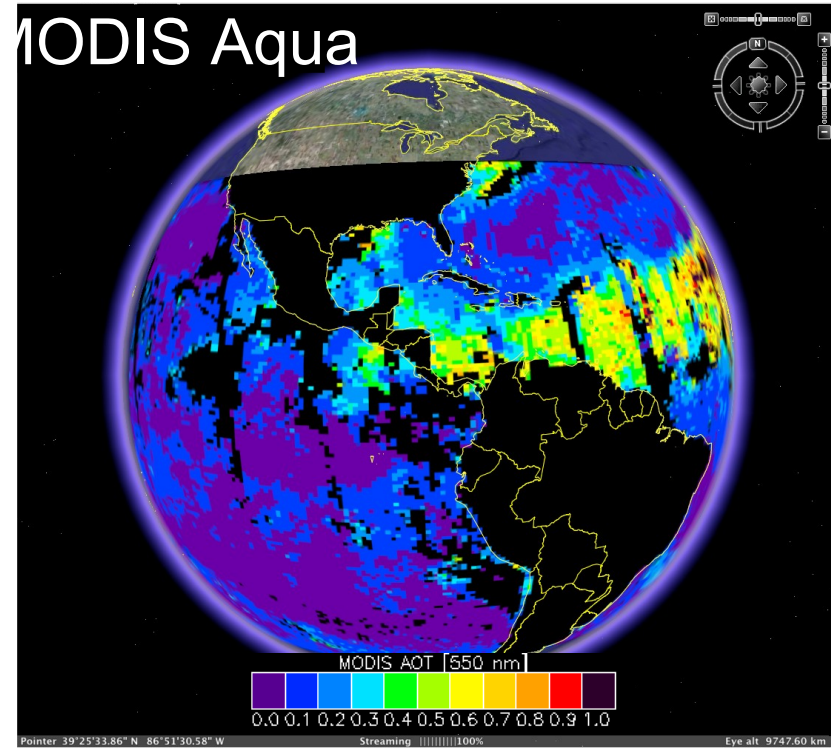 MODIS Aqua
N
MODIS AOT [550 nm]
0.0 0.1 0.2 0.3 0.4 0.5 0.6 0.7 0.8 0.9 1.0
Pointer 39°25'33.86" N 86°51'30.58" W Streaming ||||||||| 100% Eye alt 9747.60 km